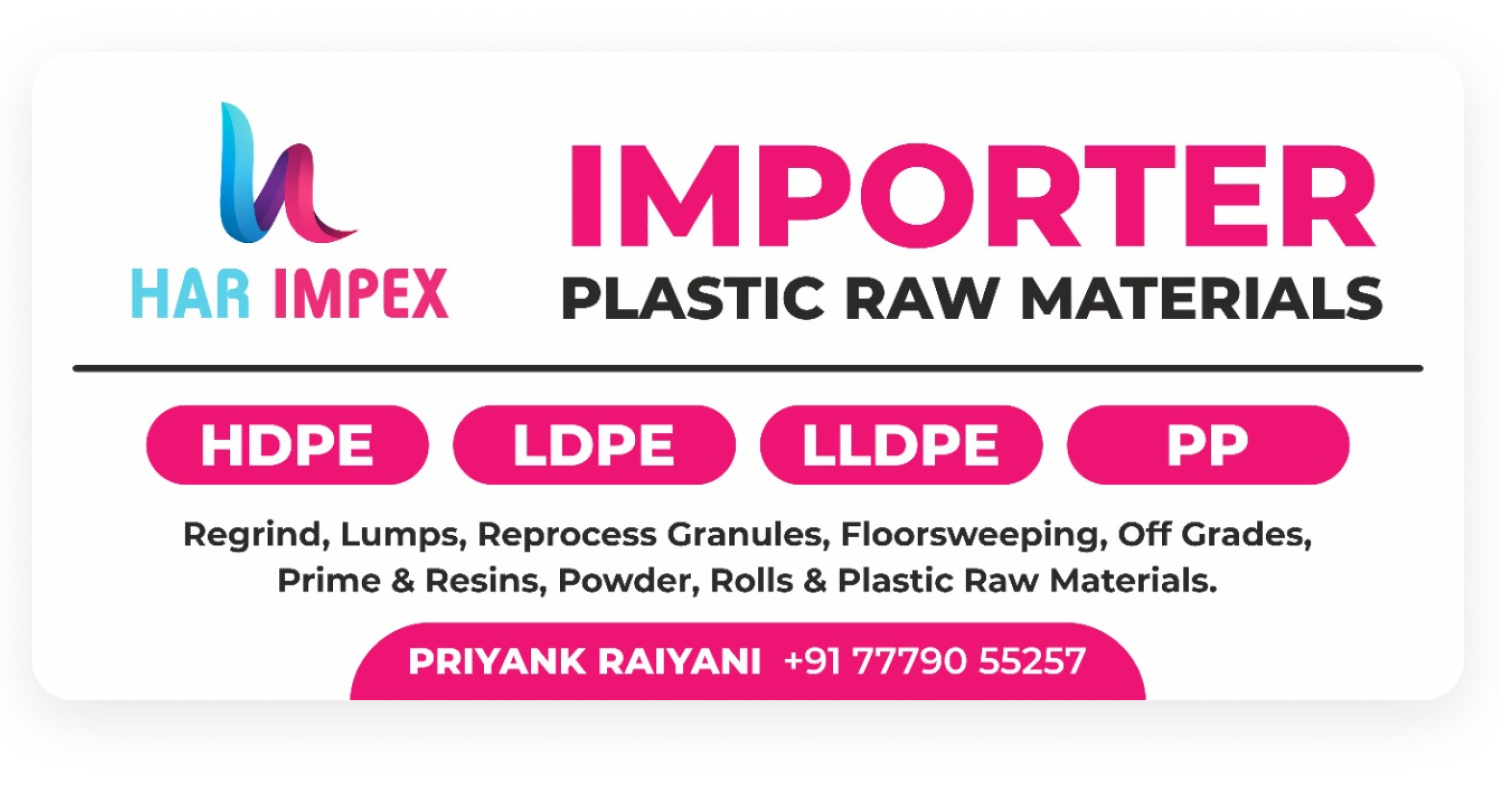 HAR IMPEX
IMPORTER
PLASTIC RAW MATERIALS
HDPE
LDPE
LLDPE
PP
Regrind, Lumps, Reprocess Granules, Floorsweeping, Off Grades,
Prime & Resins, Powder, Rolls & Plastic Raw Materials.
PRIYANK RAIYANI +91 77790 55257